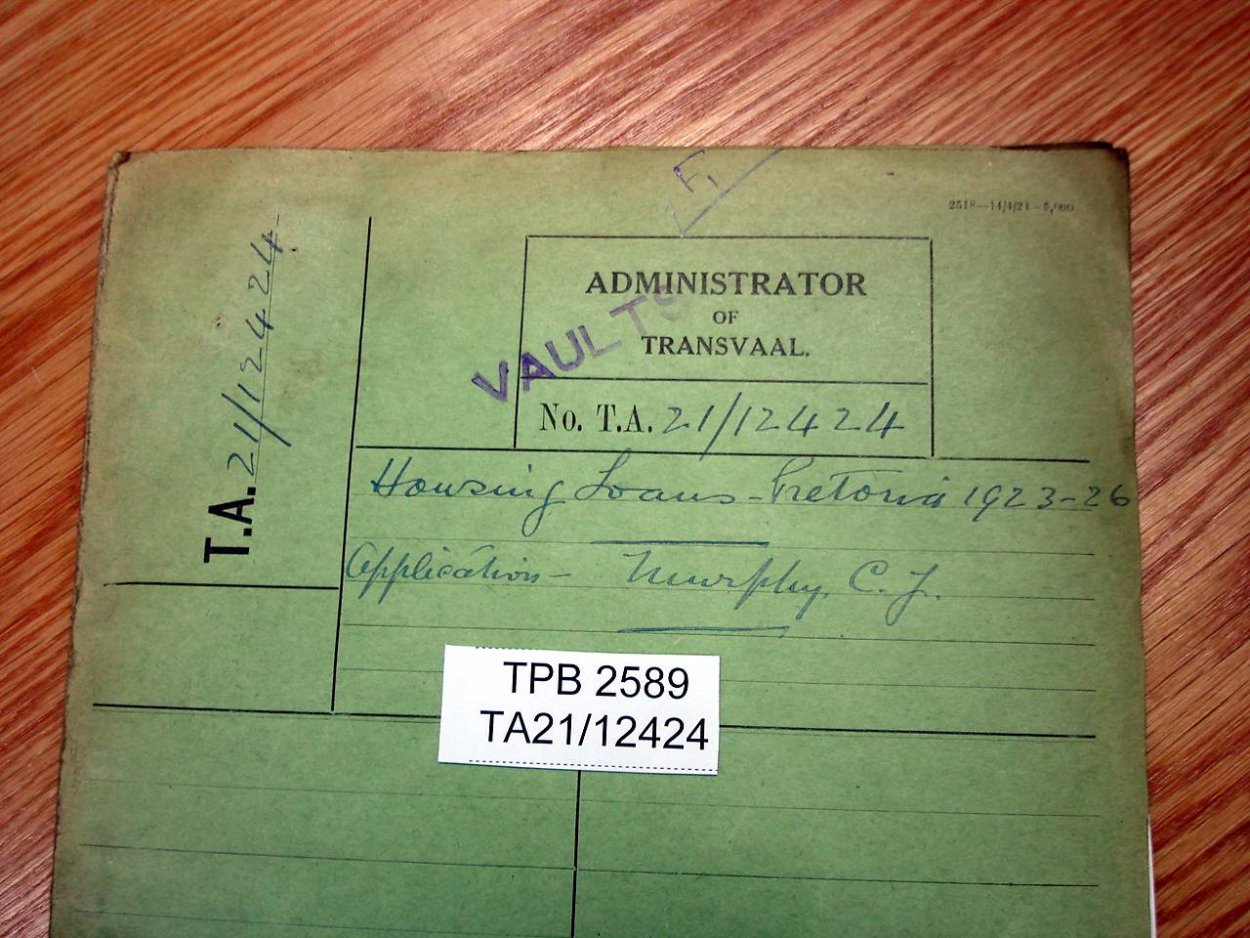 F,
2518—14/4/21—5,000
T.A. 21/12424
ADMINISTRATOR
OF
TRANSVAAL.
VAULTS
No. T.A. 21/12424
Housing Loans - Pretoria 1923-26
Application - Murphy, C.J.
TPB 2589
TA21/12424